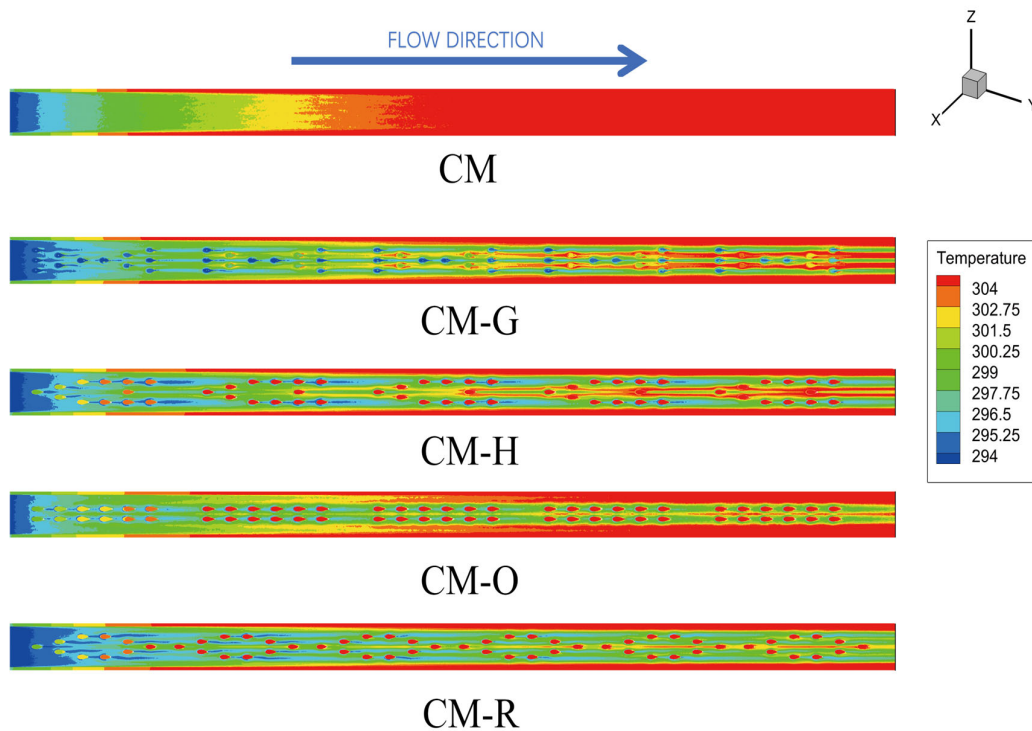 FLOW DIRECTION
Z
X
Y
CM
CM-G
Temperature
304
302.75
301.5
300.25
299
297.75
296.5
295.25
294
CM-H
CM-O
CM-R